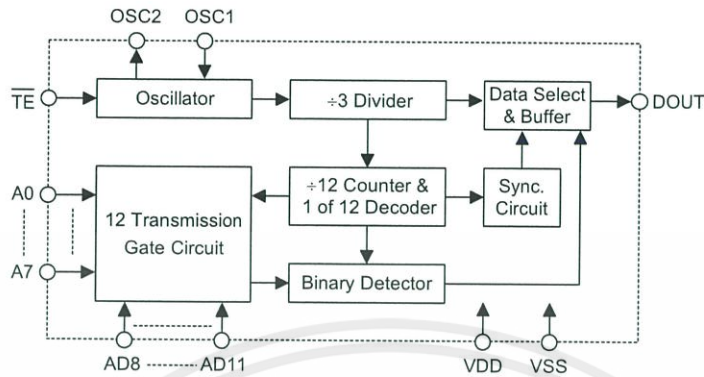 OSC2 OSC1
TE
Oscillator
÷3 Divider
Data Select
& Buffer
DOUT
A0
A7
12 Transmission
Gate Circuit
÷12 Counter &
1 of 12 Decoder
Sync.
Circuit
Binary Detector
AD8 AD11
VDD VSS